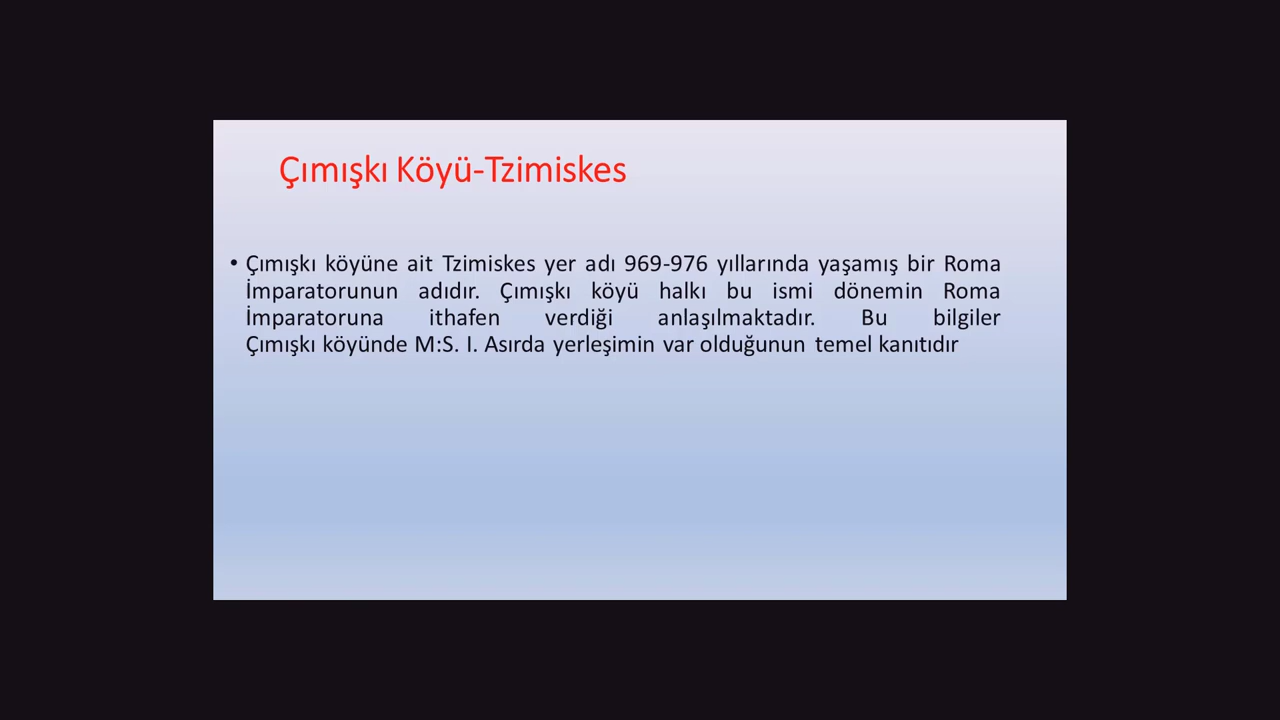 Çımışkı Köyü-Tzimiskes
• Çımışkı köyüne ait Tzimiskes yer adı 969-976 yıllarında yaşamış bir Roma
İmparatorunun adıdır. Çımışkı köyü halkı bu ismi dönemin Roma
İmparatoruna ithafen verdiği anlaşılmaktadır. Bu bilgiler
Çımışkı köyünde M:S. I. Asırda yerleşimin var olduğunun temel kanıtıdır